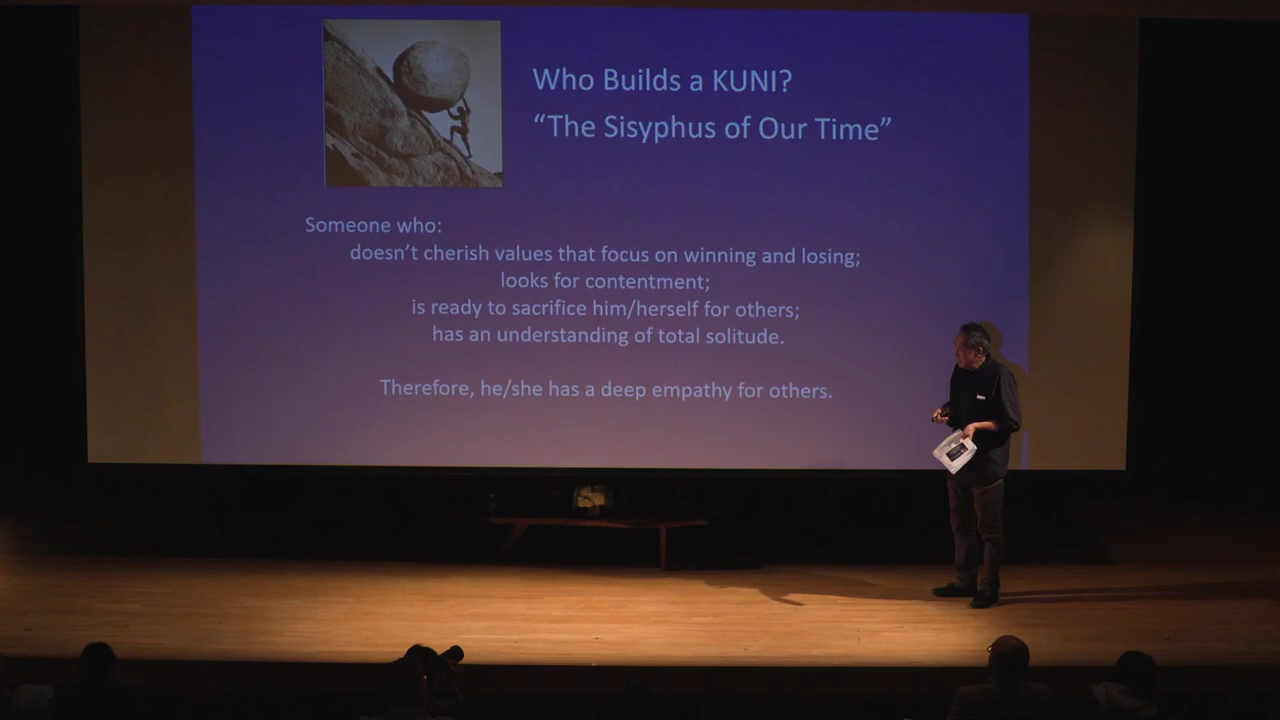 Who Builds a KUNI?
“The Sisyphus of Our Time”
Someone who:
doesn’t cherish values that focus on winning and losing;
looks for contentment;
is ready to sacrifice him/herself for others;
has an understanding of total solitude.
Therefore, he/she has a deep empathy for others.